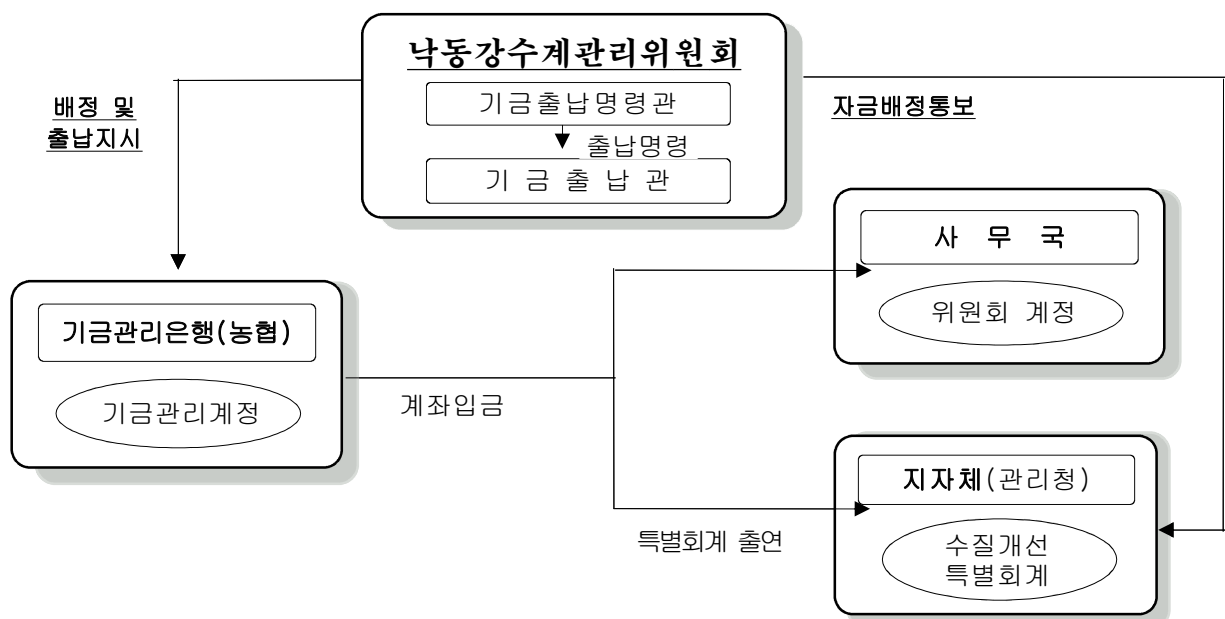 낙동강수계관리위원회
기금출납명령관
출납명령
기 금 출 납 관
배정 및
출납지시
자금배정통보
사 무 국
위원회 계정
기금관리은행(농협)
기금관리계정
계좌입금
지자체(관리청)
수질개선
특별회계
특별회계 출연